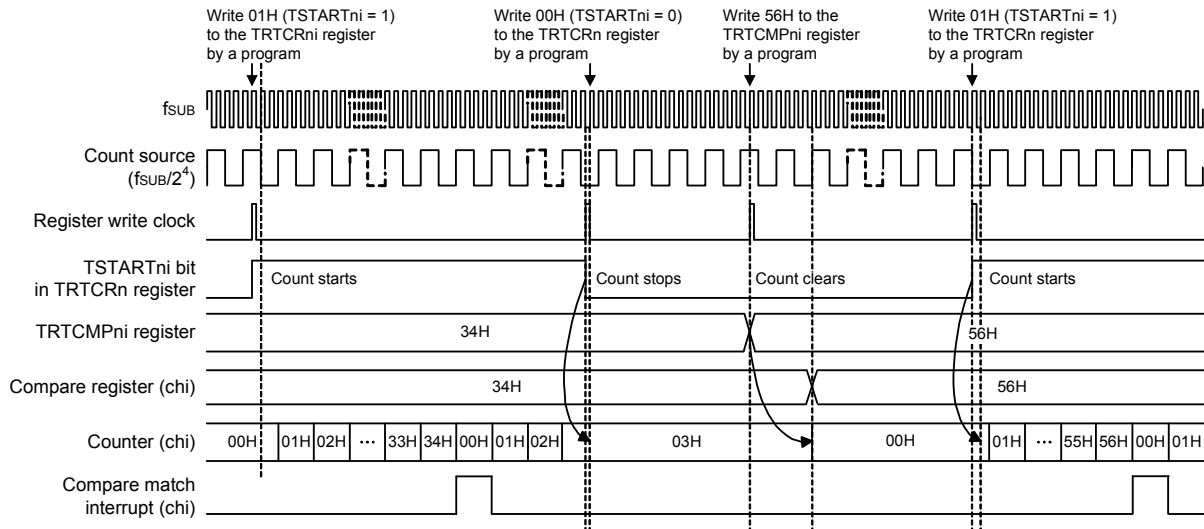 Write 01H (TSTARTni = 1)
to the TRTCRni register
by a program
Write 00H (TSTARTni = 0)
to the TRTCRn register
by a program
Write 56H to the
TRTCMPni register
by a program
Write 01H (TSTARTni = 1)
to the TRTCRn register
by a program
fSUB
Count source
(fSUB/2⁴)
Register write clock
TSTARTni bit
in TRTCRn register
Count starts
Count stops
Count clears
Count starts
TRTCMPni register
34H
56H
Compare register (chi)
34H
56H
Counter (chi)
00H 01H 02H ··· 33H 34H 00H 01H 02H 03H 00H 01H ··· 55H 56H 00H 01H
Compare match
interrupt (chi)